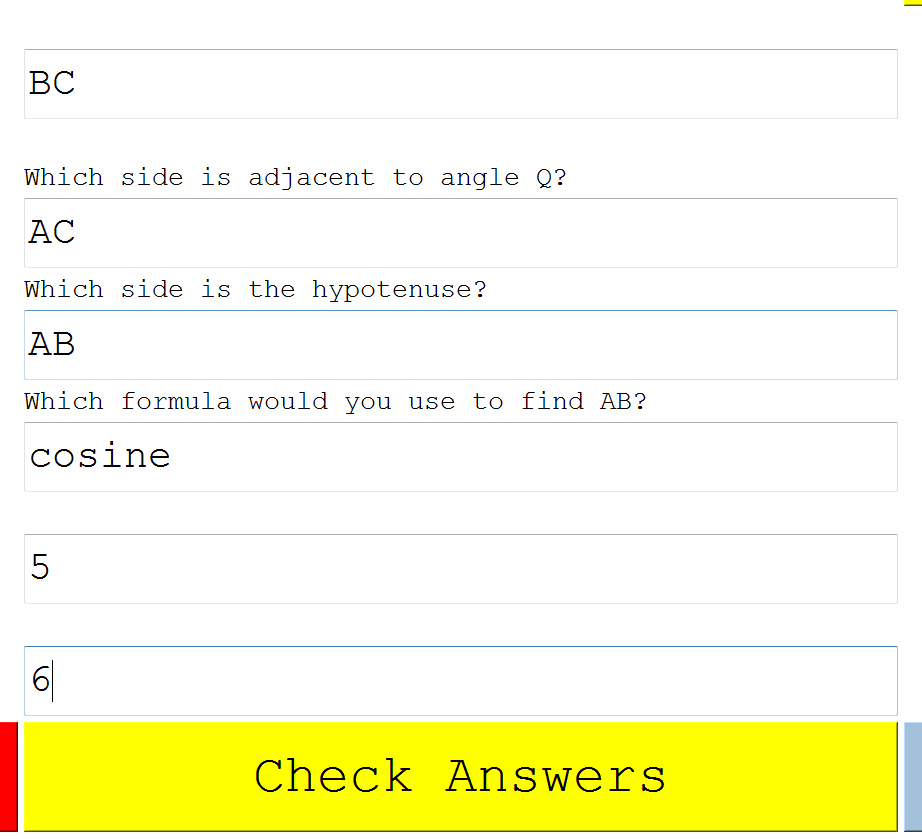 BC
Which side is adjacent to angle Q?
AC
Which side is the hypotenuse?
AB
Which formula would you use to find AB?
cosine
5
6
Check Answers